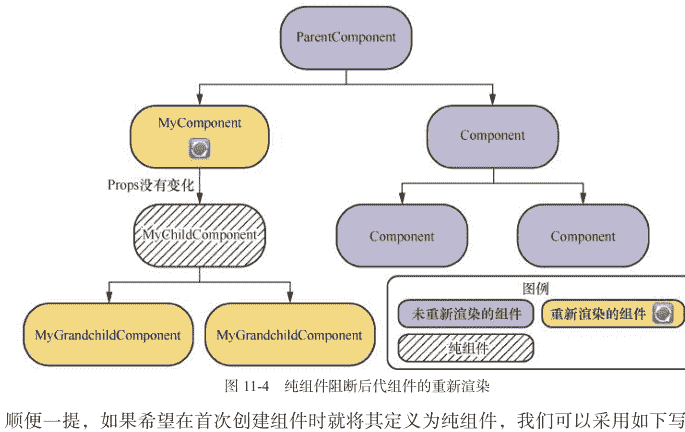 ParentComponent
MyComponent
Component
Props没有变化
MyChildComponent
Component
Component
MyGrandchildComponent
MyGrandchildComponent
图例
未重新渲染的组件
重新渲染的组件
纯组件
图 11-4 纯组件阻断后代组件的重新渲染
顺便一提，如果希望在首次创建组件时就将其定义为纯组件，我们可以采用如下写